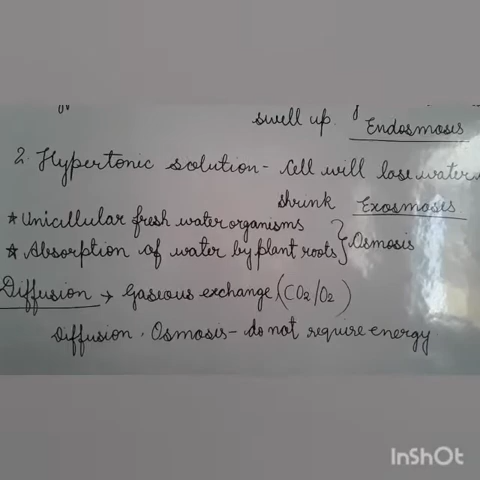 swell up. Endosmosis
2. Hypertonic solution - Cell will lose water
shrink Exosmosis
* Unicillular fresh water organisms
* Absorption of water by plant roots } Osmosis
Diffusion → Gaseous exchange (CO2/O2)
Diffusion, Osmosis - do not require energy
InShOt